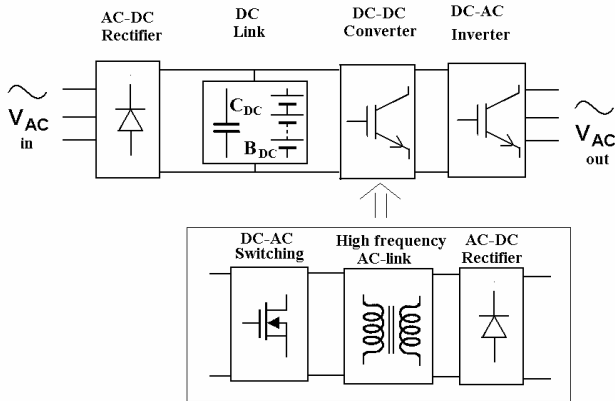 AC-DC
Rectifier
DC
Link
DC-DC
Converter
DC-AC
Inverter
V AC
in
C DC
B DC
V AC
out
DC-AC
Switching
High frequency
AC-link
AC-DC
Rectifier